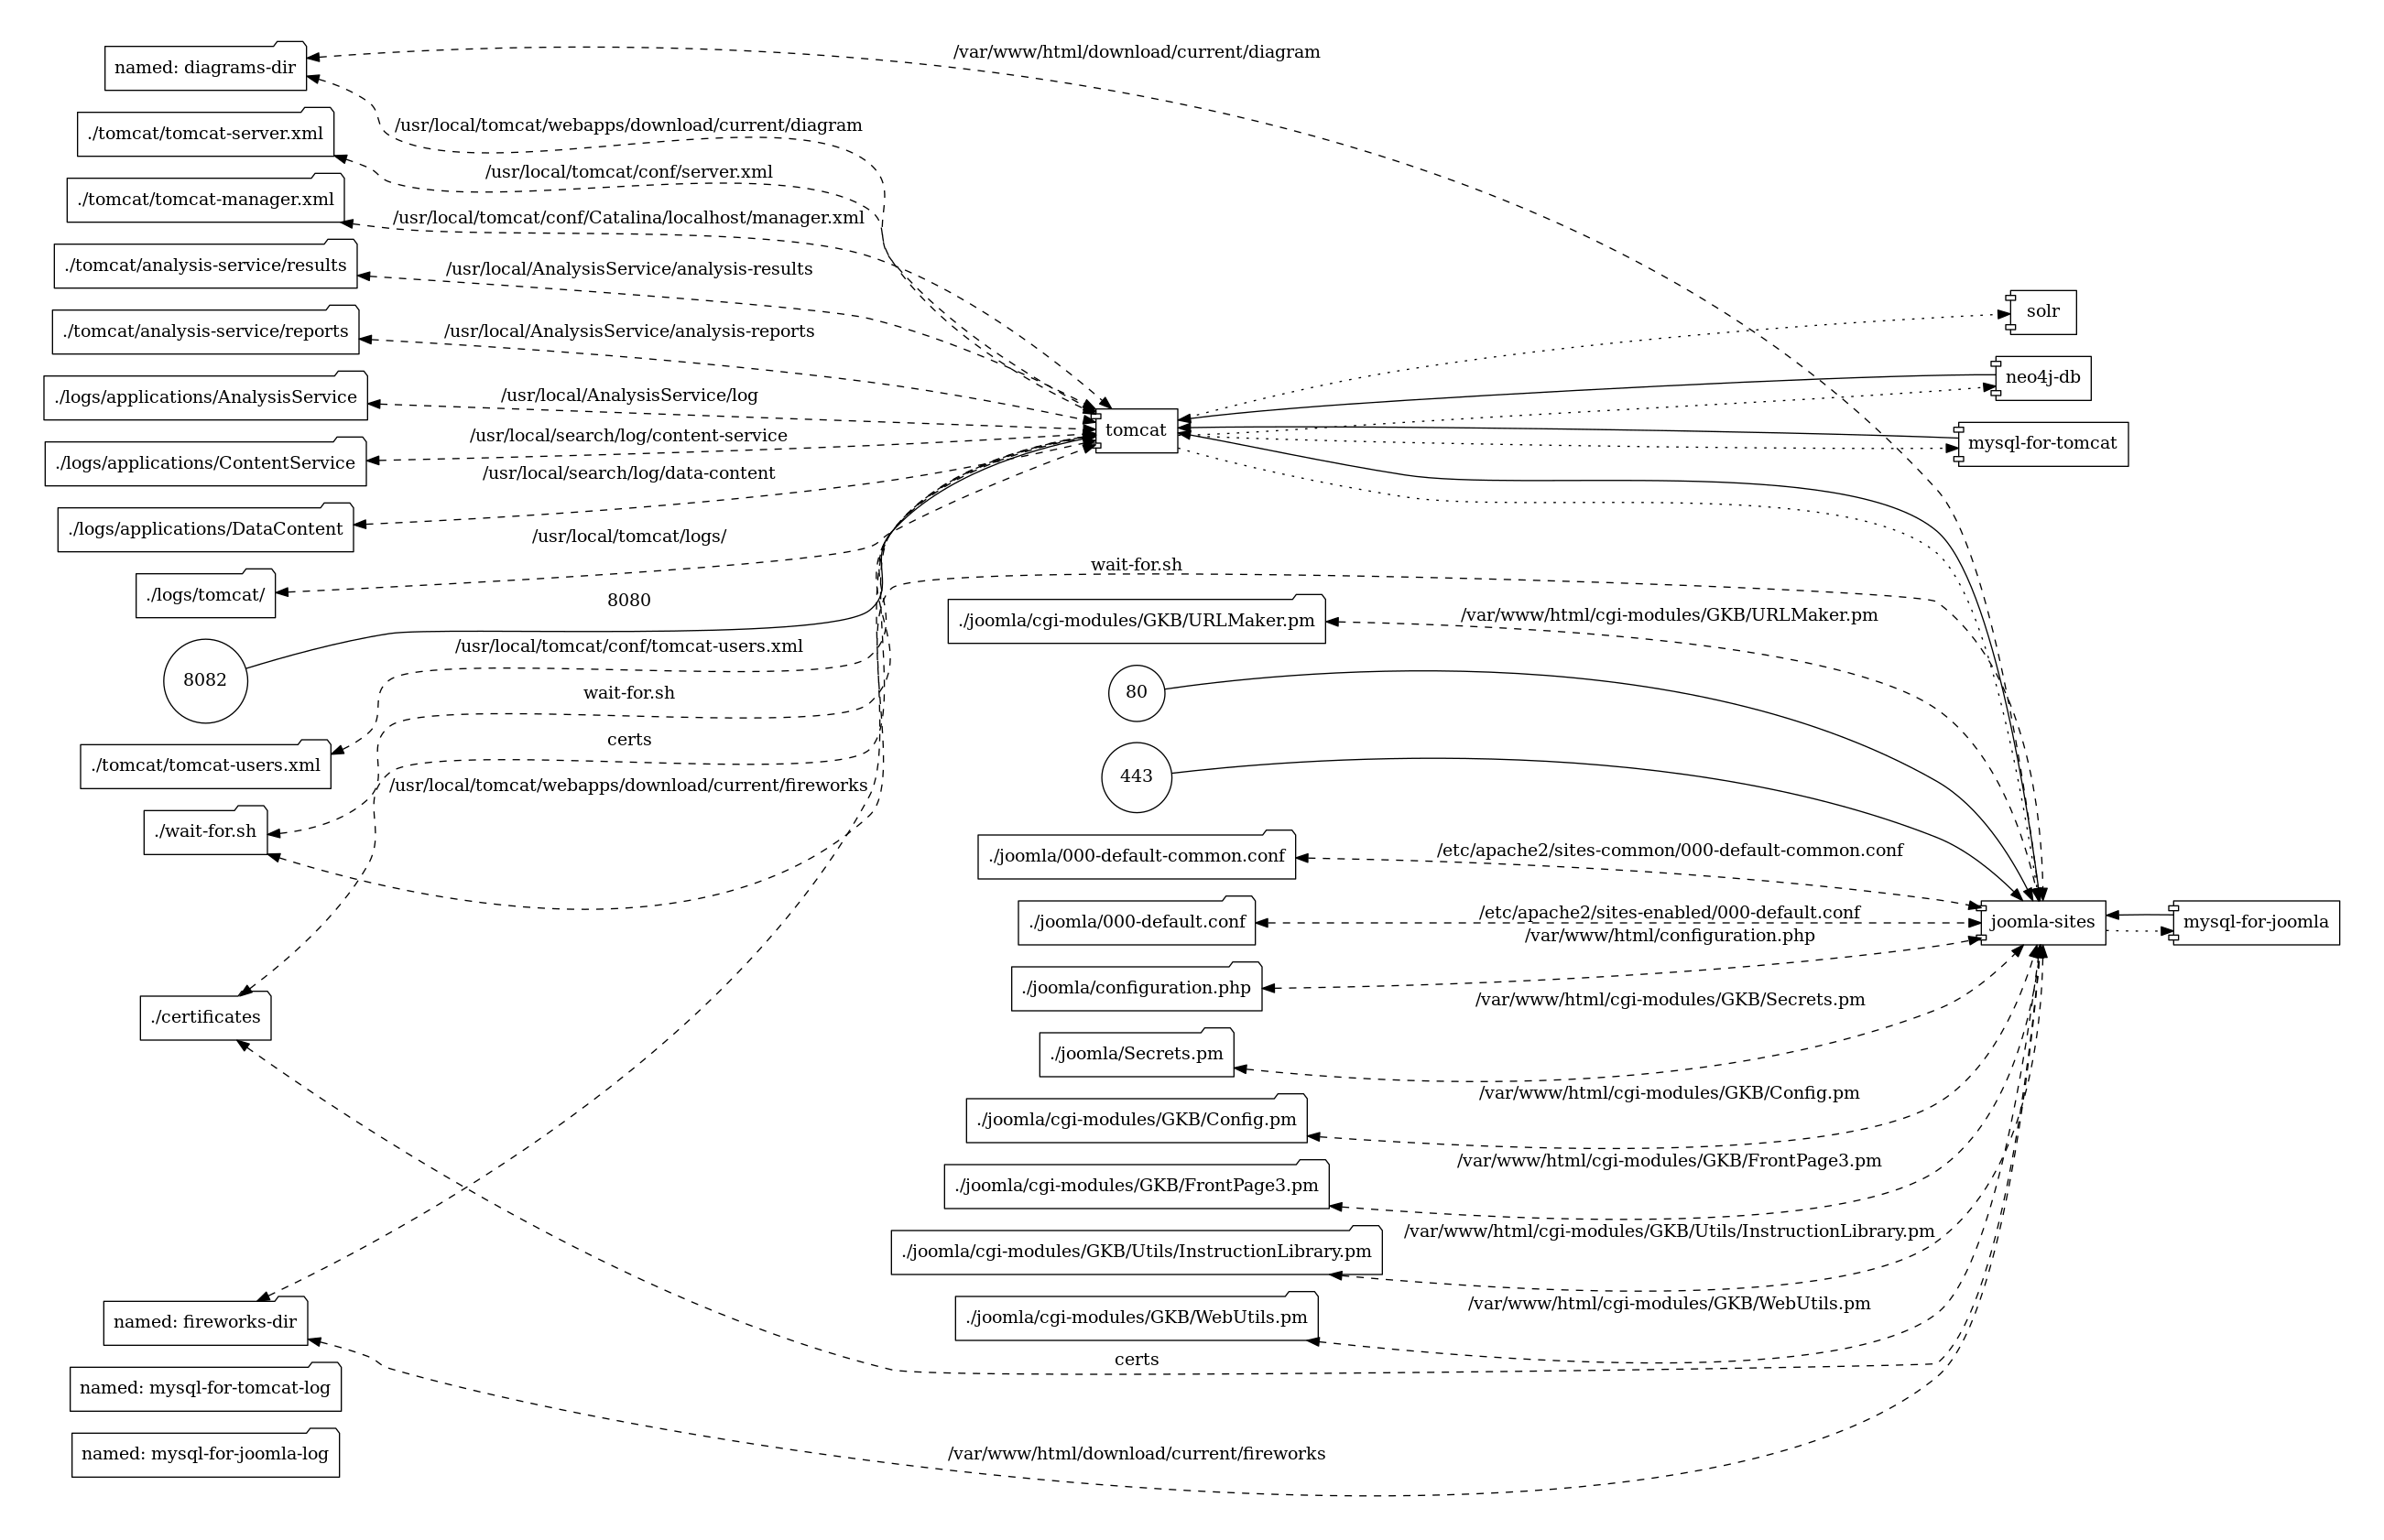 named: diagrams-dir
./tomcat/tomcat-server.xml
./tomcat/tomcat-manager.xml
./tomcat/analysis-service/results
./tomcat/analysis-service/reports
./logs/applications/AnalysisService
./logs/applications/ContentService
./logs/applications/DataContent
./logs/tomcat/
8082
./tomcat/tomcat-users.xml
./wait-for.sh
./certificates
named: fireworks-dir
named: mysql-for-tomcat-log
named: mysql-for-joomla-log
/usr/local/tomcat/webapps/download/current/diagram
/usr/local/tomcat/conf/server.xml
/usr/local/tomcat/conf/Catalina/localhost/manager.xml
/usr/local/AnalysisService/analysis-results
/usr/local/AnalysisService/analysis-reports
/usr/local/AnalysisService/log
/usr/local/search/log/content-service
/usr/local/search/log/data-content
/usr/local/tomcat/logs/
8080
/usr/local/tomcat/conf/tomcat-users.xml
wait-for.sh
certs
/usr/local/tomcat/webapps/download/current/fireworks
/var/www/html/download/current/diagram
tomcat
wait-for.sh
./joomla/cgi-modules/GKB/URLMaker.pm
80
443
./joomla/000-default-common.conf
./joomla/000-default.conf
./joomla/configuration.php
./joomla/Secrets.pm
./joomla/cgi-modules/GKB/Config.pm
./joomla/cgi-modules/GKB/FrontPage3.pm
./joomla/cgi-modules/GKB/Utils/InstructionLibrary.pm
./joomla/cgi-modules/GKB/WebUtils.pm
certs
/var/www/html/download/current/fireworks
/var/www/html/cgi-modules/GKB/URLMaker.pm
/etc/apache2/sites-common/000-default-common.conf
/etc/apache2/sites-enabled/000-default.conf
/var/www/html/configuration.php
/var/www/html/cgi-modules/GKB/Secrets.pm
/var/www/html/cgi-modules/GKB/Config.pm
/var/www/html/cgi-modules/GKB/FrontPage3.pm
/var/www/html/cgi-modules/GKB/Utils/InstructionLibrary.pm
/var/www/html/cgi-modules/GKB/WebUtils.pm
solr
neo4j-db
mysql-for-tomcat
joomla-sites
mysql-for-joomla